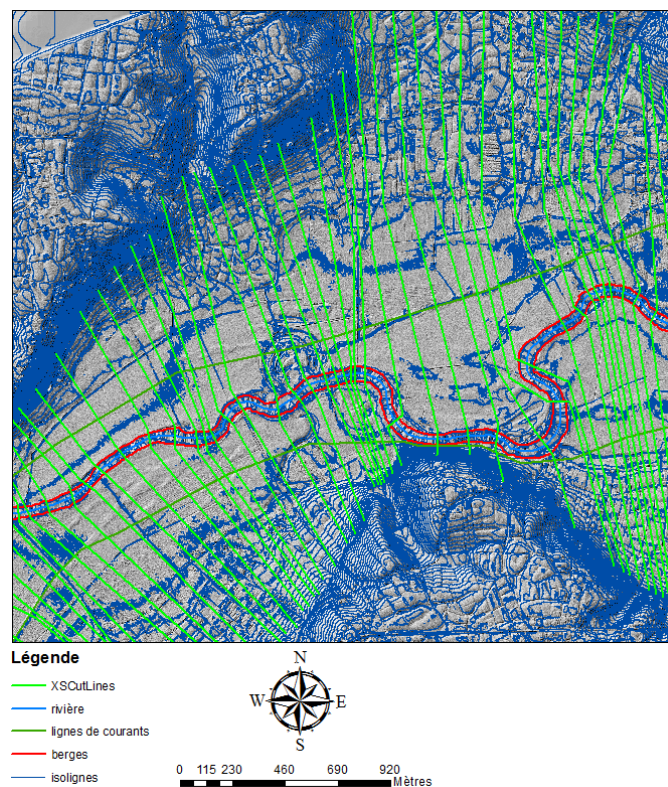 Légende
XSCutLines
rivière
lignes de courants
berges
isolignes
N
W E
S
0 115 230 460 690 920
Mètres